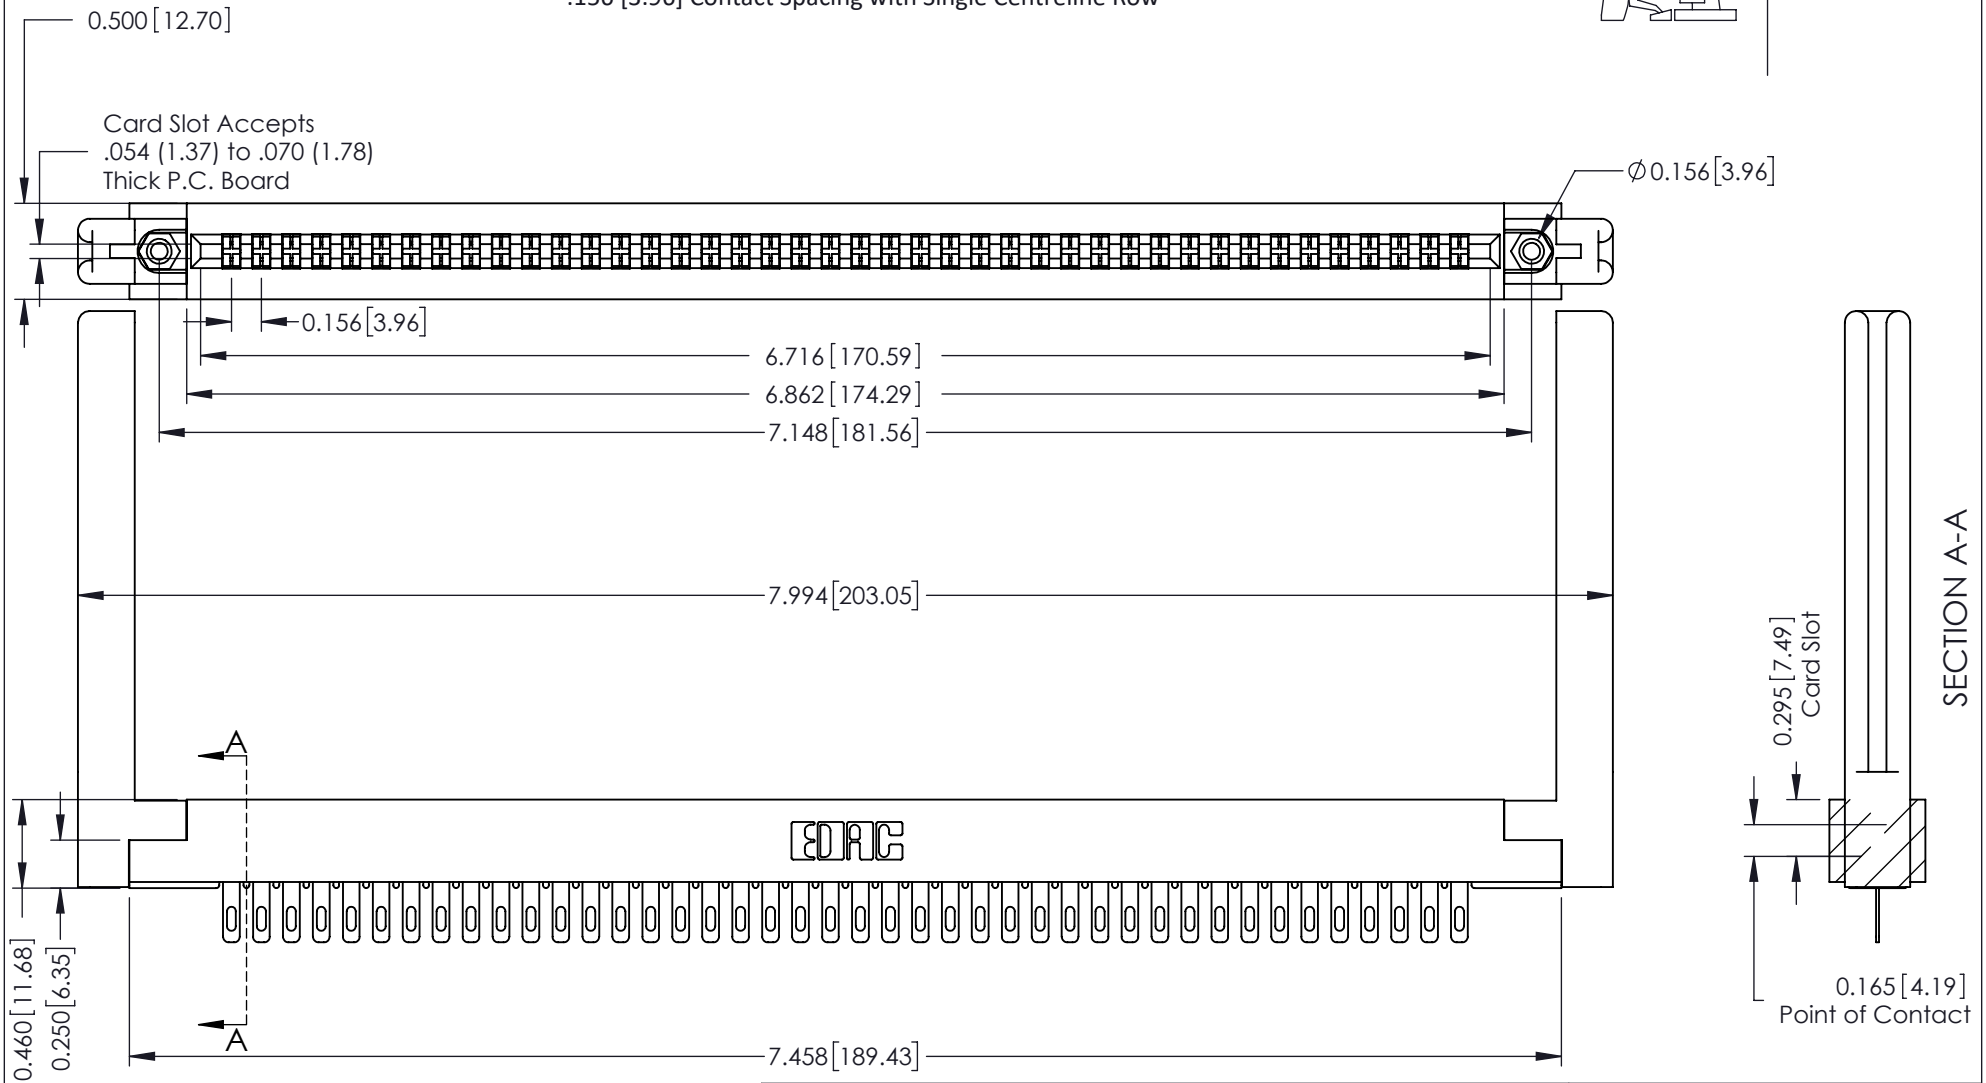 .156 [3.96] Contact Spacing with Single Centreline Row
0.500 [12.70]
Card Slot Accepts
.054 (1.37) to .070 (1.78)
Thick P.C. Board
Ø0.156[3.96]
0.156[3.96]
6.716[170.59]
6.862[174.29]
7.148[181.56]
7.994[203.05]
SECTION A-A
0.295 [7.49]
Card Slot
A
EDAC
0.460[11.68]
0.250[6.35]
A
0.165[4.19]
Point of Contact
7.458[189.43]